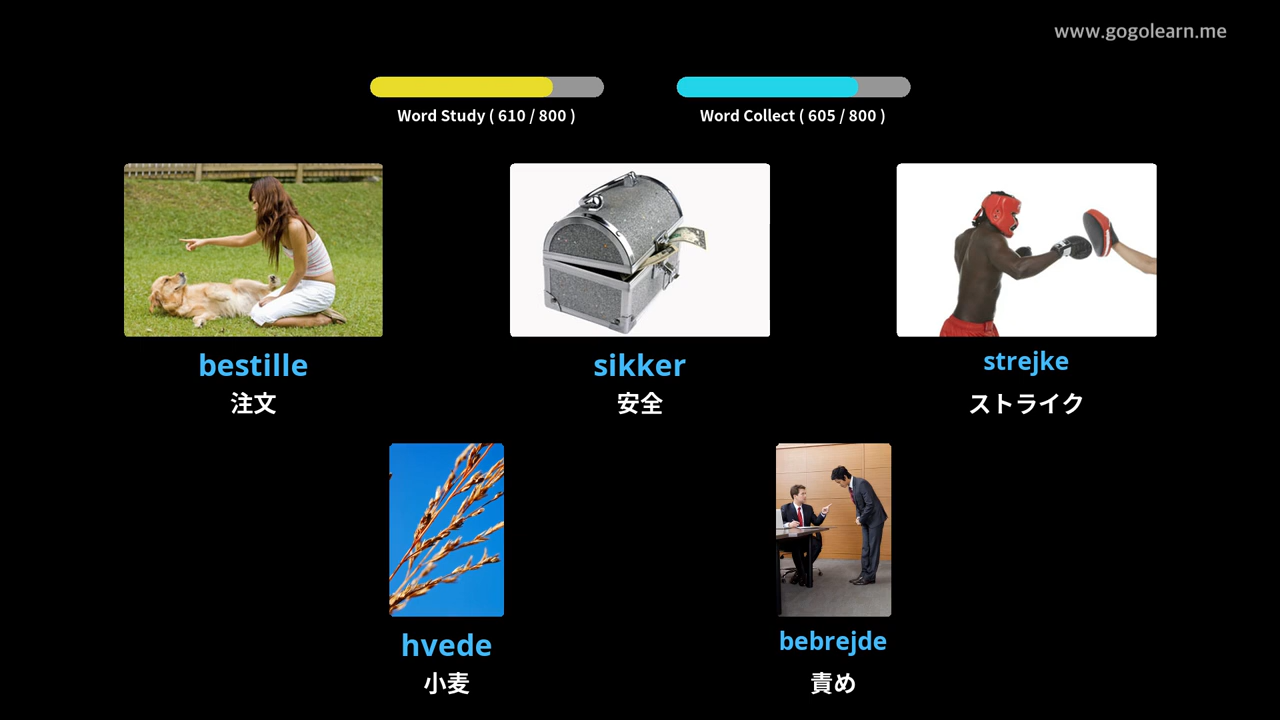 www.gogolearn.me
Word Study ( 610 / 800 )
Word Collect ( 605 / 800 )
bestille
注文
sikker
安全
strejke
ストライク
hvede
小麦
bebrejde
責め